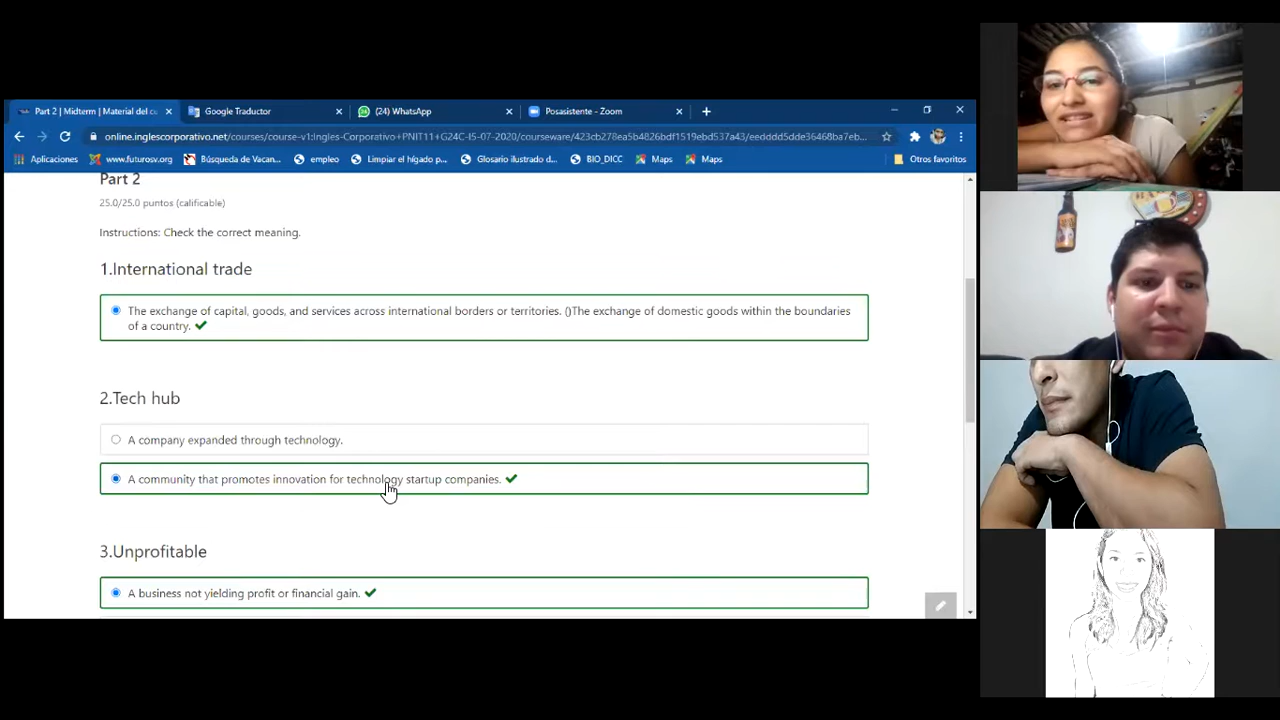 Part 2 | Midterm | Material del co
Google Traductor
(24) WhatsApp
Posasistente - Zoom
online.inglescorporativo.net/courses/course-v1:Ingles-Corporativo+PNIT11+G24C-I5-07-2020/courseware/423cb278ea5b4826bdf1519ebd537a43/eedddd5dde36468ba7eb...
Aplicaciones
www.futurosv.org
Búsqueda de Vacan...
empleo
Limpiar el hígado p...
Glosario ilustrado d...
BIO_DICC
Maps
Maps
Otros favoritos
Part 2
25.0/25.0 puntos (calificable)
Instructions: Check the correct meaning.
1.International trade
The exchange of capital, goods, and services across international borders or territories. ()The exchange of domestic goods within the boundaries
of a country.
2.Tech hub
A company expanded through technology.
A community that promotes innovation for technology startup companies.
3.Unprofitable
A business not yielding profit or financial gain.